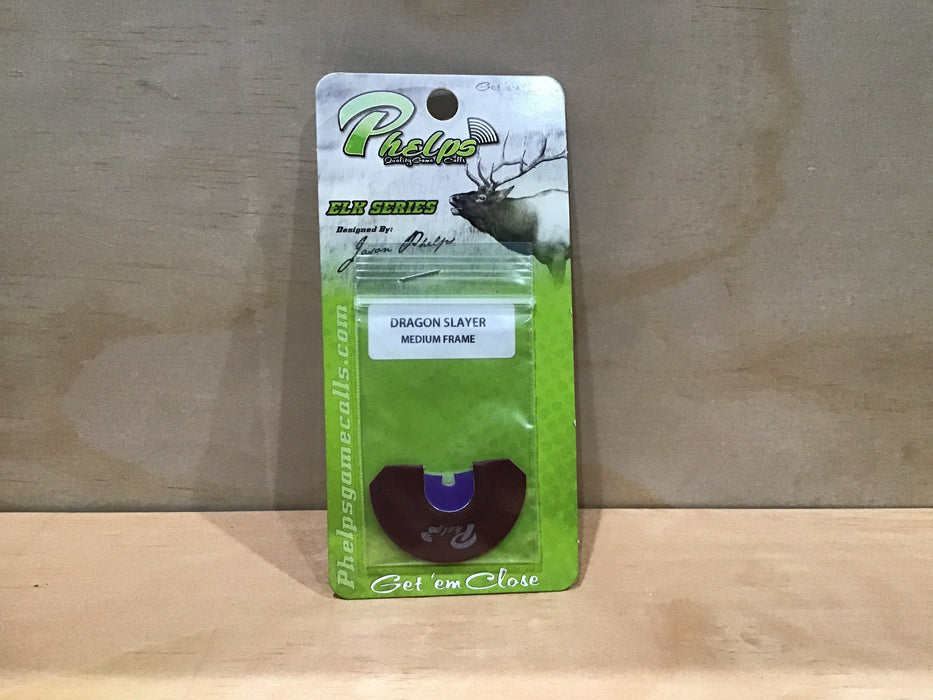 Get 'em
Phelps
Quality Game Calls
ELK SERIES
Designed By:
Jason Phelps
DRAGON SLAYER
MEDIUM FRAME
Phelpsgamecalls.com
Phelps
Get 'em Close